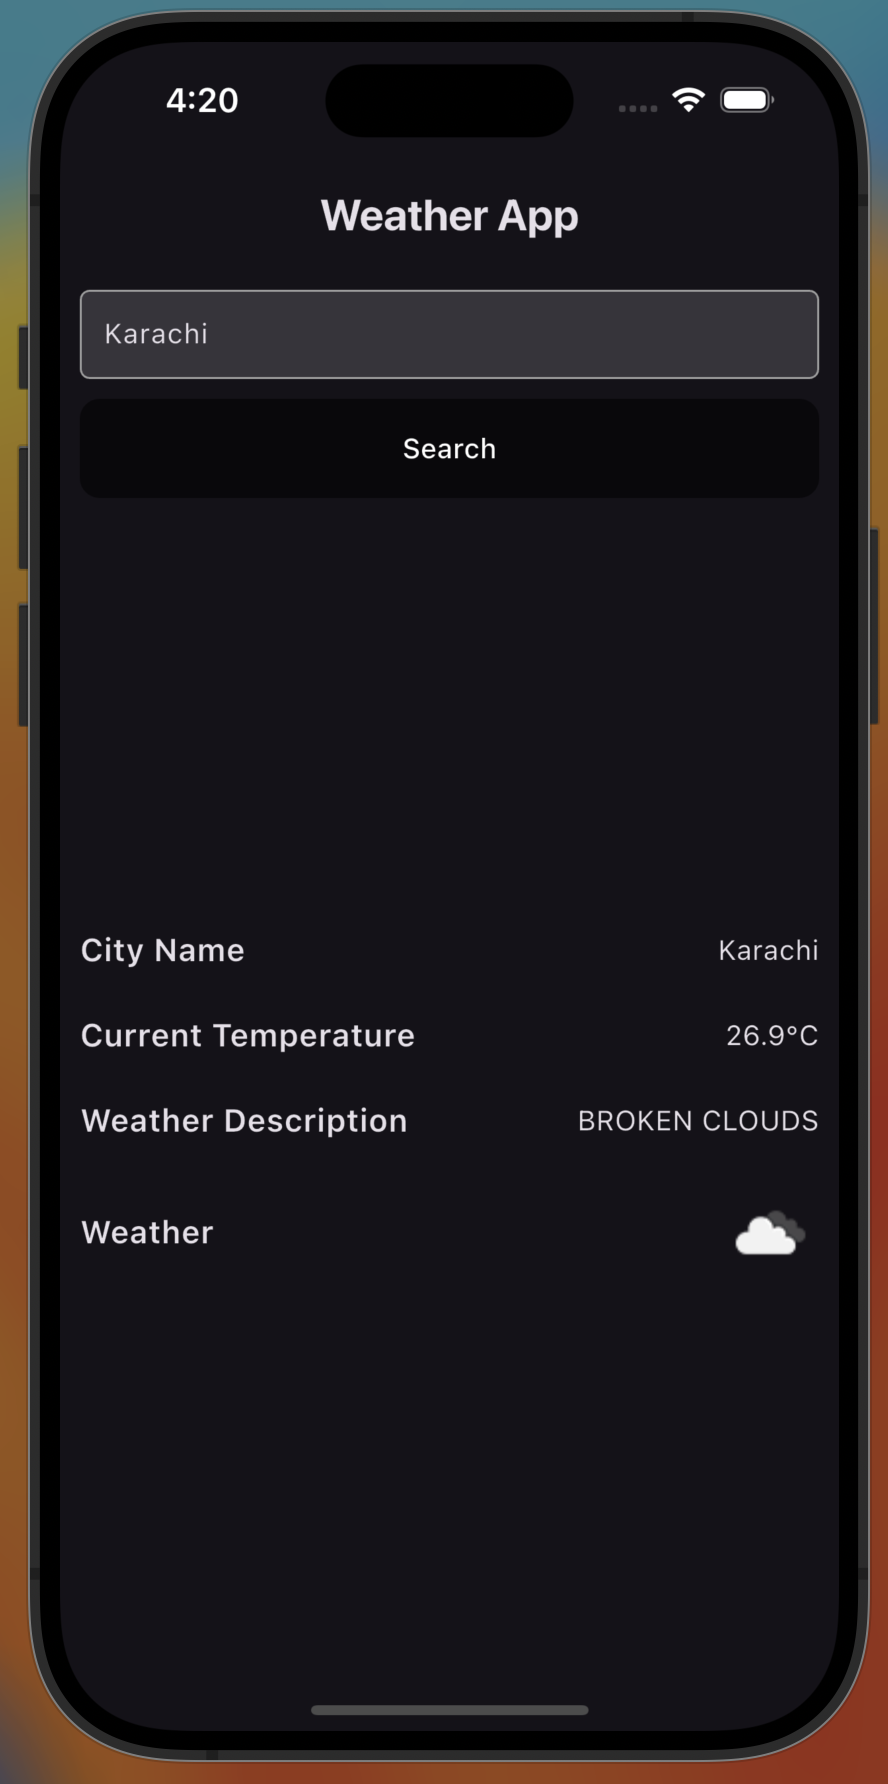 4:20
Weather App
Karachi
Search
City Name Karachi
Current Temperature 26.9°C
Weather Description BROKEN CLOUDS
Weather